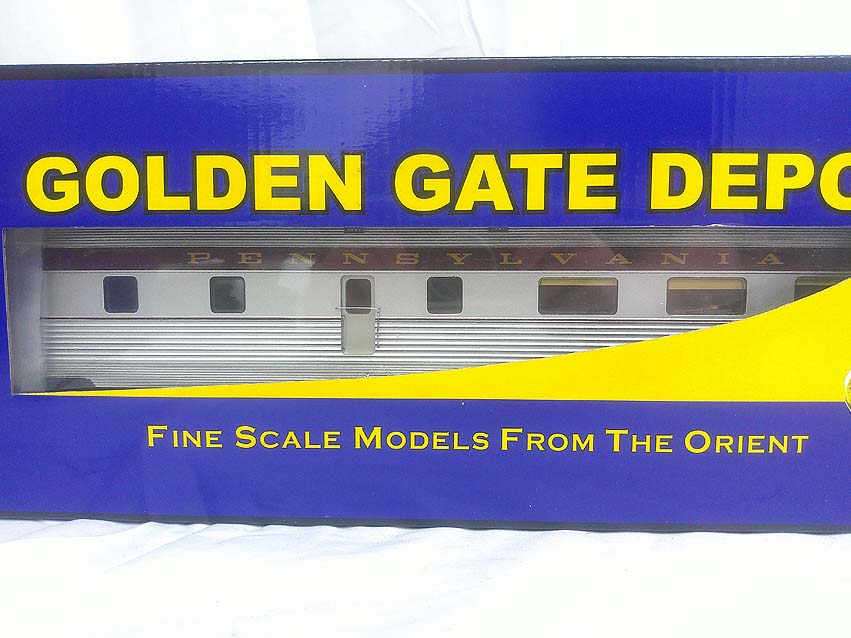 GOLDEN GATE DEPO
PENNSYLVANIA
FINE SCALE MODELS FROM THE ORIENT